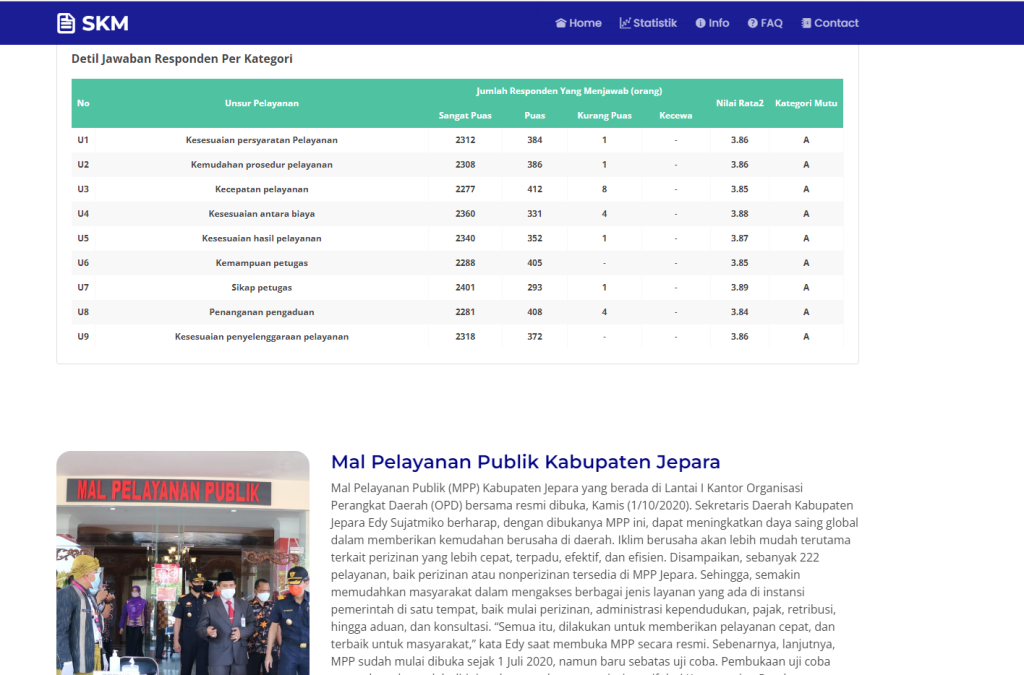 SKM
Home Statistik Info FAQ Contact
Detil Jawaban Responden Per Kategori
No Unsur Pelayanan Jumlah Responden Yang Menjawab (orang) Nilai Rata2 Kategori Mutu
Sangat Puas Puas Kurang Puas Kecewa
U1 Kesesuaian persyaratan Pelayanan 2312 384 1 - 3.86 A
U2 Kemudahan prosedur pelayanan 2308 386 1 - 3.86 A
U3 Kecepatan pelayanan 2277 412 8 - 3.85 A
U4 Kesesuaian antara biaya 2360 331 4 - 3.88 A
U5 Kesesuaian hasil pelayanan 2340 352 1 - 3.87 A
U6 Kemampuan petugas 2288 405 - - 3.85 A
U7 Sikap petugas 2401 293 1 - 3.89 A
U8 Penanganan pengaduan 2281 408 4 - 3.84 A
U9 Kesesuaian penyelenggaraan pelayanan 2318 372 - - 3.86 A
MAL PELAYANAN PUBLIK
Mal Pelayanan Publik Kabupaten Jepara
Mal Pelayanan Publik (MPP) Kabupaten Jepara yang berada di Lantai I Kantor Organisasi
Perangkat Daerah (OPD) bersama resmi dibuka, Kamis (1/10/2020). Sekretaris Daerah Kabupaten
Jepara Edy Sujatmiko berharap, dengan dibukanya MPP ini, dapat meningkatkan daya saing global
dalam memberikan kemudahan berusaha di daerah. Iklim berusaha akan lebih mudah terutama
terkait perizinan yang lebih cepat, terpadu, efektif, dan efisien. Disampaikan, sebanyak 222
pelayanan, baik perizinan atau nonperizinan tersedia di MPP Jepara. Sehingga, semakin
memudahkan masyarakat dalam mengakses berbagai jenis layanan yang ada di instansi
pemerintah di satu tempat, baik mulai perizinan, administrasi kependudukan, pajak, retribusi,
hingga aduan, dan konsultasi. “Semua itu, dilakukan untuk memberikan pelayanan cepat, dan
terbaik untuk masyarakat,” kata Edy saat membuka MPP secara resmi. Sebenarnya, lanjutnya,
MPP sudah mulai dibuka sejak 1 Juli 2020, namun baru sebatas uji coba. Pembukaan uji coba